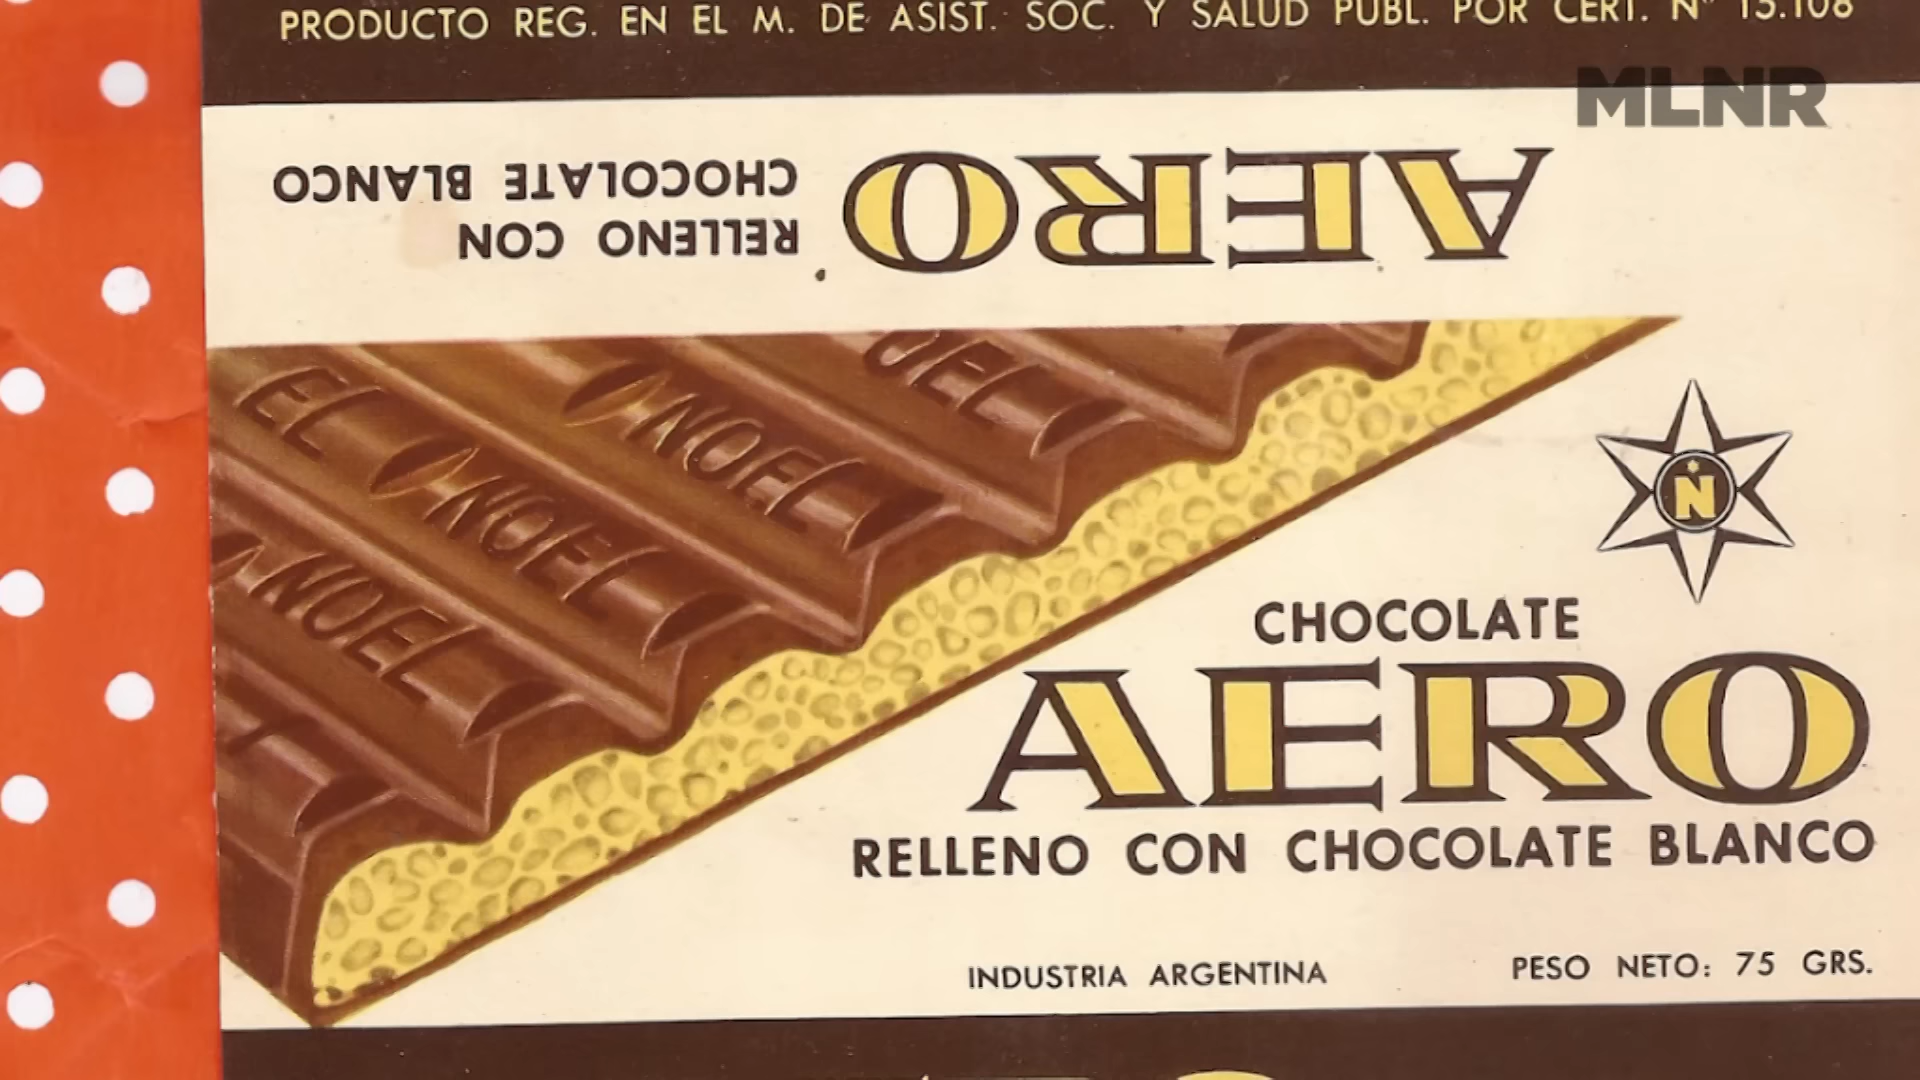 PRODUCTO REG. EN EL M. DE ASIST. SOC. Y SALUD PUBL. POR CERT. Nº 15.108
MLNR
AERO
RELLENO CON
CHOCOLATE BLANCO
EL NOEL OEL
NOEL
NOEL
N
CHOCOLATE
AERO
RELLENO CON CHOCOLATE BLANCO
INDUSTRIA ARGENTINA
PESO NETO: 75 GRS.